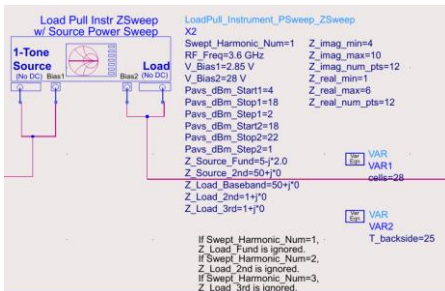 Load Pull Instr ZSweep
w/ Source Power Sweep
1-Tone
Source
(No DC)
Bias1
Bias2
Load
(No DC)
LoadPull_Instrument_PSweep_ZSweep
X2
Swept_Harmonic_Num=1
RF_Freq=3.6 GHz
V_Bias1=2.85 V
V_Bias2=28 V
Pavs_dBm_Start1=4
Pavs_dBm_Stop1=18
Pavs_dBm_Step1=2
Pavs_dBm_Start2=18
Pavs_dBm_Stop2=22
Pavs_dBm_Step2=1
Z_Source_Fund=5-j*2.0
Z_Source_2nd=50+j*0
Z_Load_Baseband=50+j*0
Z_Load_2nd=1+j*0
Z_Load_3rd=1+j*0
Z_imag_min=4
Z_imag_max=10
Z_imag_num_pts=12
Z_real_min=1
Z_real_max=6
Z_real_num_pts=12
Var
Eqn
VAR
VAR1
cells=28
Var
Eqn
VAR
VAR2
T_backside=25
If Swept_Harmonic_Num=1,
Z_Load_Fund is ignored.
If Swept_Harmonic_Num=2,
Z_Load_2nd is ignored.
If Swept_Harmonic_Num=3,
Z_Load_3rd is ignored.